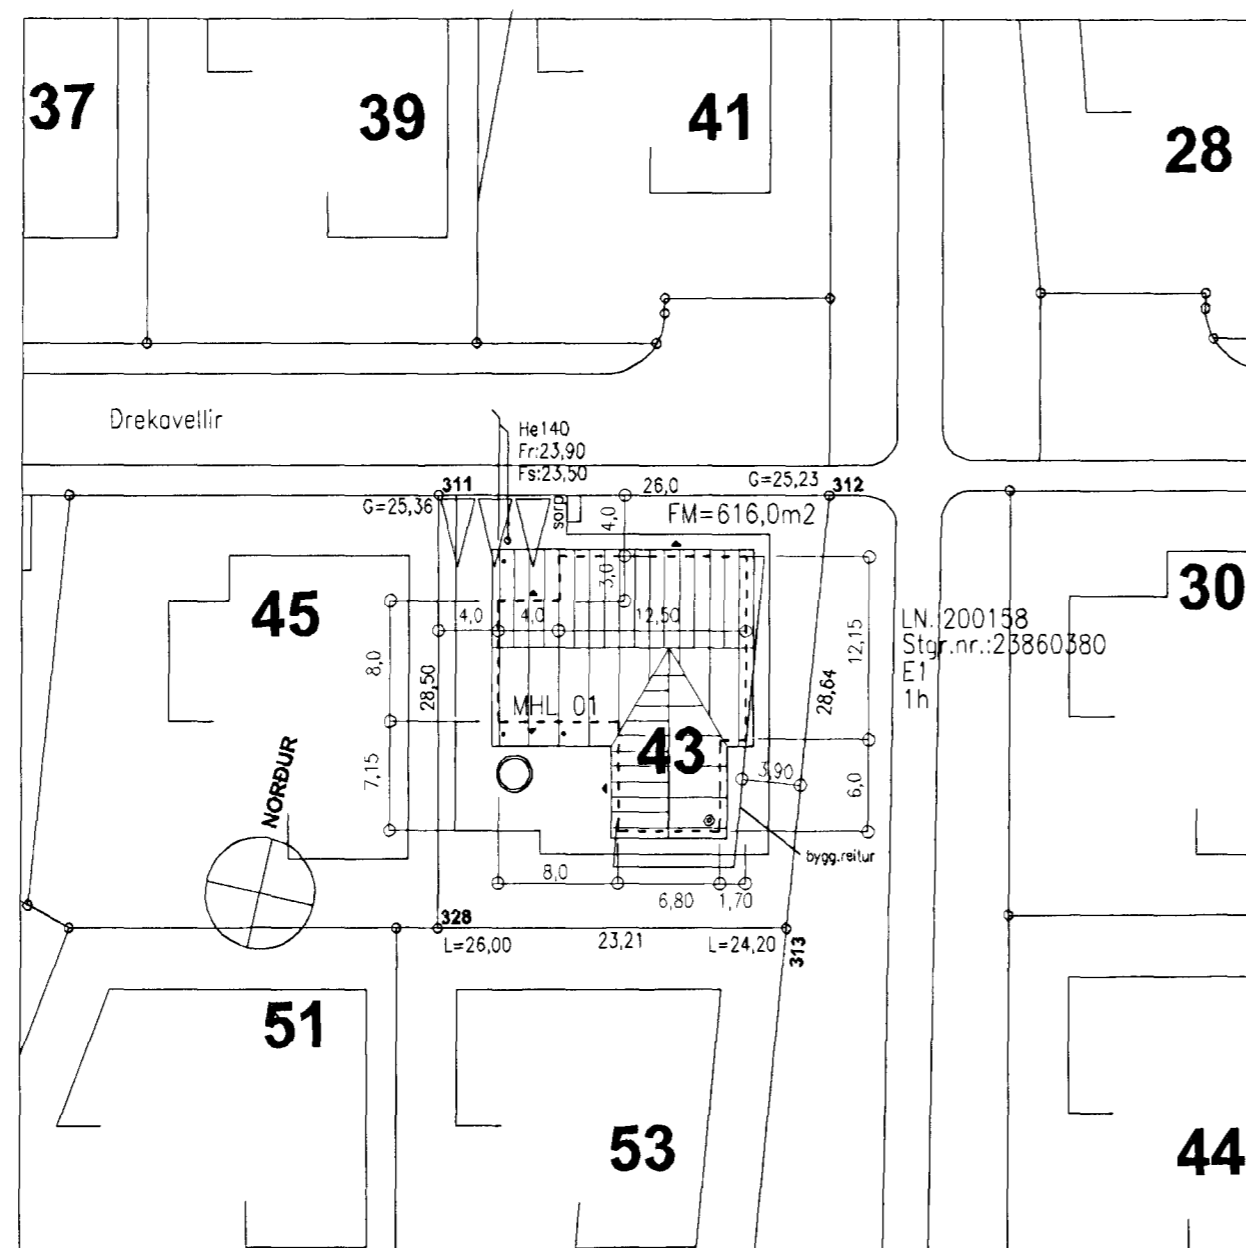 37
39
41
28
Drekavellir
He140
Fr:23,90
Fs:23,50
311
26,0
G=25,23
312
G=25,36
sorp
4,0
FM=616,0m2
3,0
45
30
4,0
4,0
12,50
LN.:200158
Stgr.nr.:23860380
E1
1h
12,15
8,0
28,50
28,64
MHL 01
43
NORÐUR
7,15
3,90
6,0
bygg.reitur
8,0
6,80
1,70
328
L=26,00
23,21
L=24,20
313
51
53
44